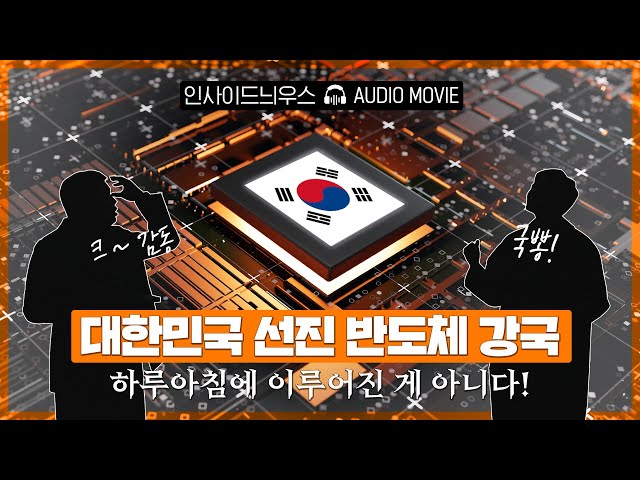 인사이드늬우스 AUDIO MOVIE
크~ 감동
국뽕!
대한민국 선진 반도체 강국
하루아침에 이루어진 게 아니다!